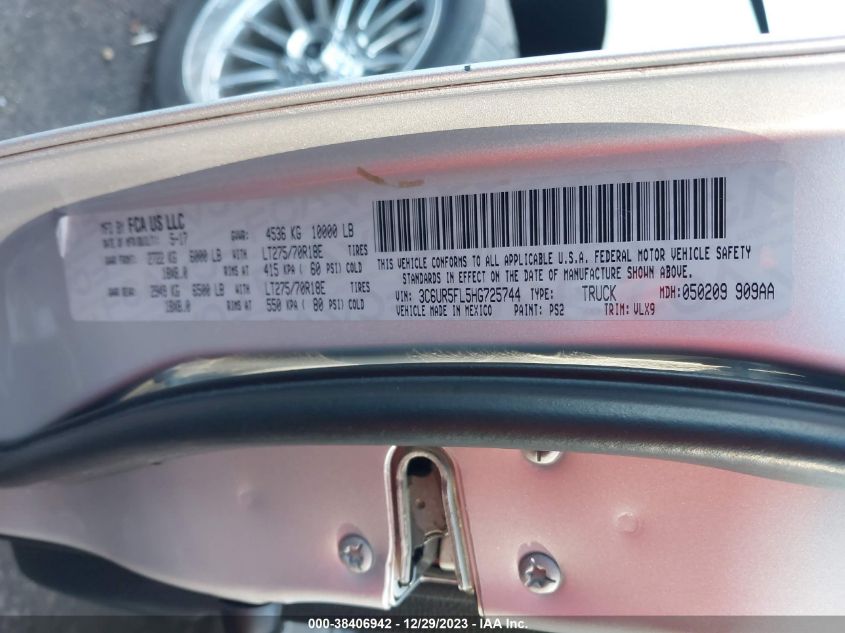 MFD BY FCA US LLC
DATE OF MFR/BUILT: 5-17 GVWR: 4536 KG 10000 LB
GAWR FRONT: 2722 KG 6000 LB WITH LT275/70R18E TIRES
18X8.0 RIMS AT 415 KPA ( 60 PSI) COLD
GAWR REAR: 2948 KG 6500 LB WITH LT275/70R18E TIRES
18X8.0 RIMS AT 550 KPA ( 80 PSI) COLD
THIS VEHICLE CONFORMS TO ALL APPLICABLE U.S.A. FEDERAL MOTOR VEHICLE SAFETY
STANDARDS IN EFFECT ON THE DATE OF MANUFACTURE SHOWN ABOVE.
VIN: 3C6UR5FL5HG725744 TYPE: TRUCK MDH: 050209 909AA
VEHICLE MADE IN MEXICO PAINT: PS2 TRIM: VLX9
000-38406942 - 12/29/2023 - IAA Inc.